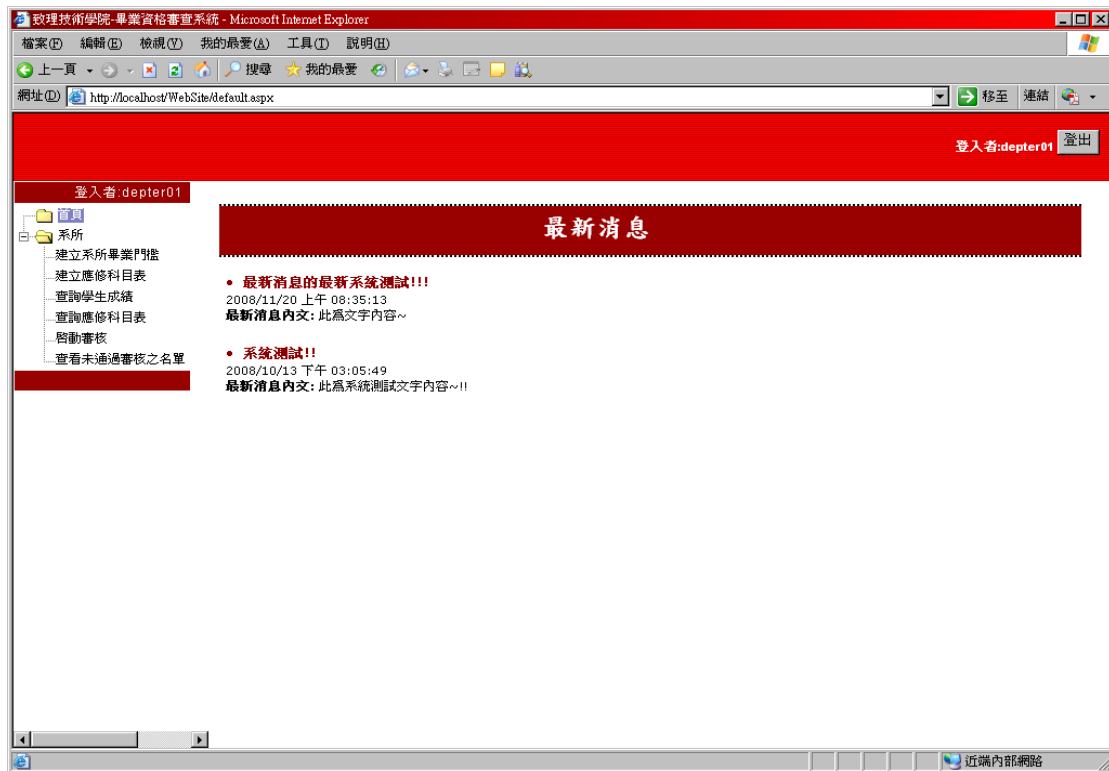 致理技術學院-畢業資格審查系統 - Microsoft Internet Explorer
檔案(F) 編輯(E) 檢視(V) 我的最愛(A) 工具(T) 說明(H)
上一頁 搜尋 我的最愛
網址(D) http://localhost/WebSite/default.aspx 移至 連結
登入者:depter01 登出
登入者:depter01
首頁
系所
建立系所畢業門檻
建立應修科目表
查詢學生成績
查詢應修科目表
啓動審核
查看未通過審核之名單
最新消息
• 最新消息的最新系統測試!!!
2008/11/20 上午 08:35:13
最新消息內文: 此爲文字內容~
• 系統測試!!
2008/10/13 下午 03:05:49
最新消息內文: 此爲系統測試文字內容~!!
近端內部網路